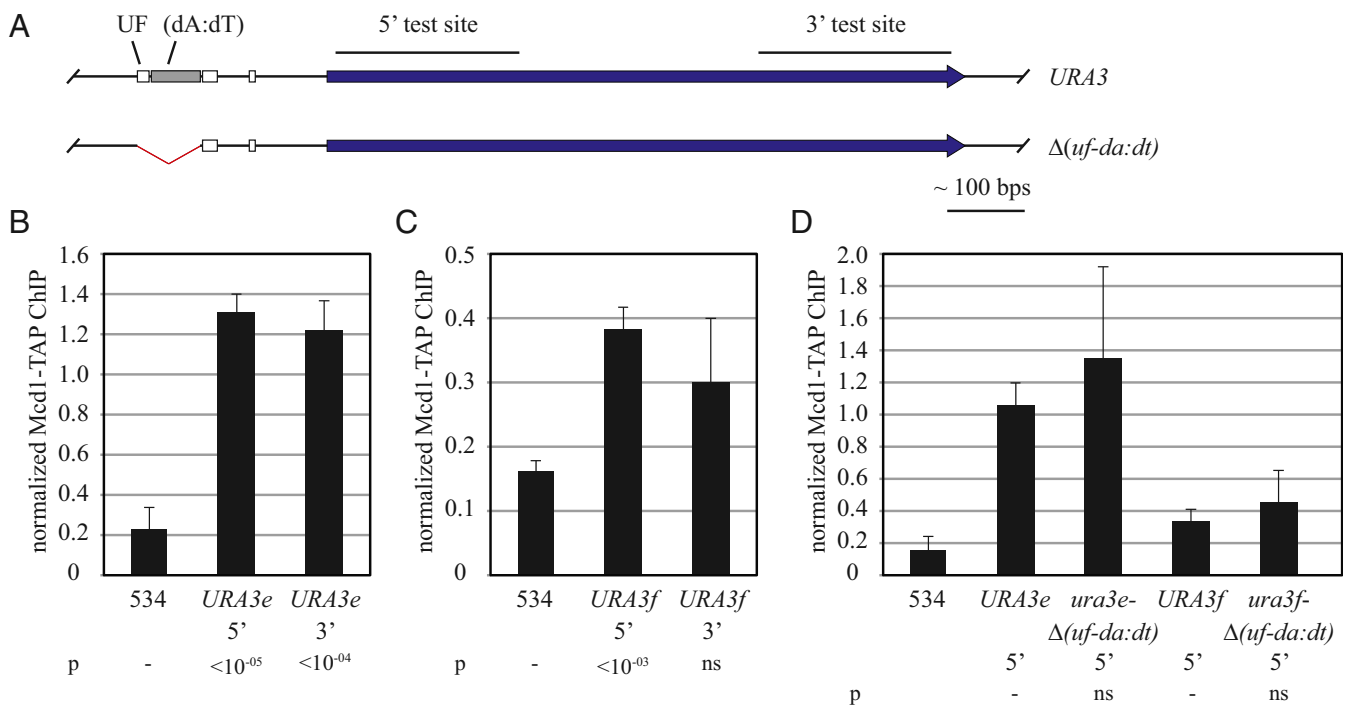 A
UF (dA:dT) 5’ test site 3’ test site
URA3
Δ(uf-da:dt)
~ 100 bps
B
normalized Mcd1-TAP ChIP
1.6
1.4
1.2
1.0
0.8
0.6
0.4
0.2
0
534 URA3e URA3e
5’ 3’
p - <10⁻⁰⁵ <10⁻⁰⁴
C
normalized Mcd1-TAP ChIP
0.5
0.4
0.3
0.2
0.1
0
534 URA3f URA3f
5’ 3’
p - <10⁻⁰³ ns
D
normalized Mcd1-TAP ChIP
2.0
1.8
1.6
1.4
1.2
1.0
0.8
0.6
0.4
0.2
0
534 URA3e ura3e- URA3f ura3f-
Δ(uf-da:dt) Δ(uf-da:dt)
5’ 5’ 5’ 5’
p - ns - ns